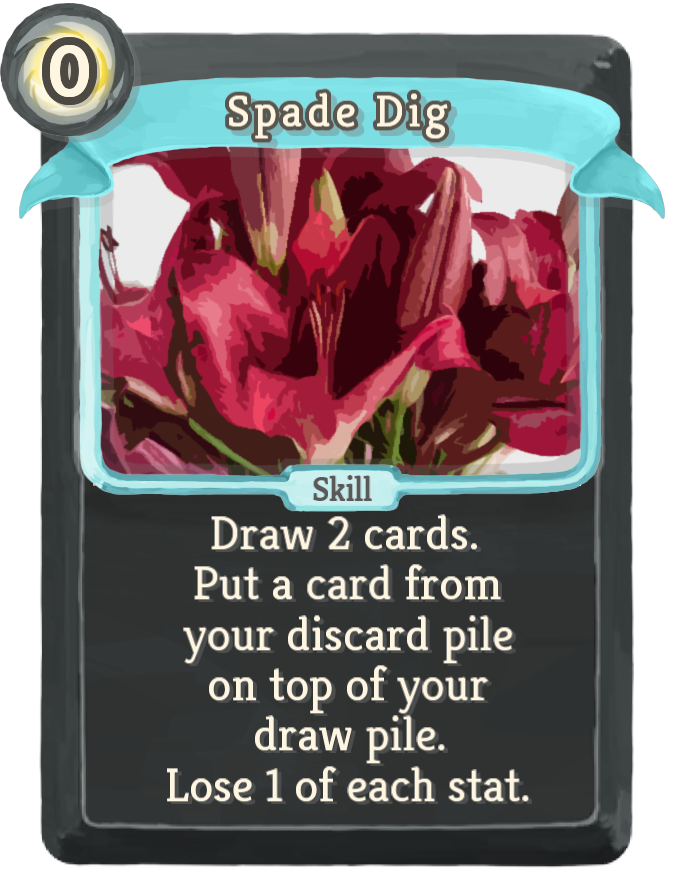 0
Spade Dig
Skill
Draw 2 cards.
Put a card from
your discard pile
on top of your
draw pile.
Lose 1 of each stat.